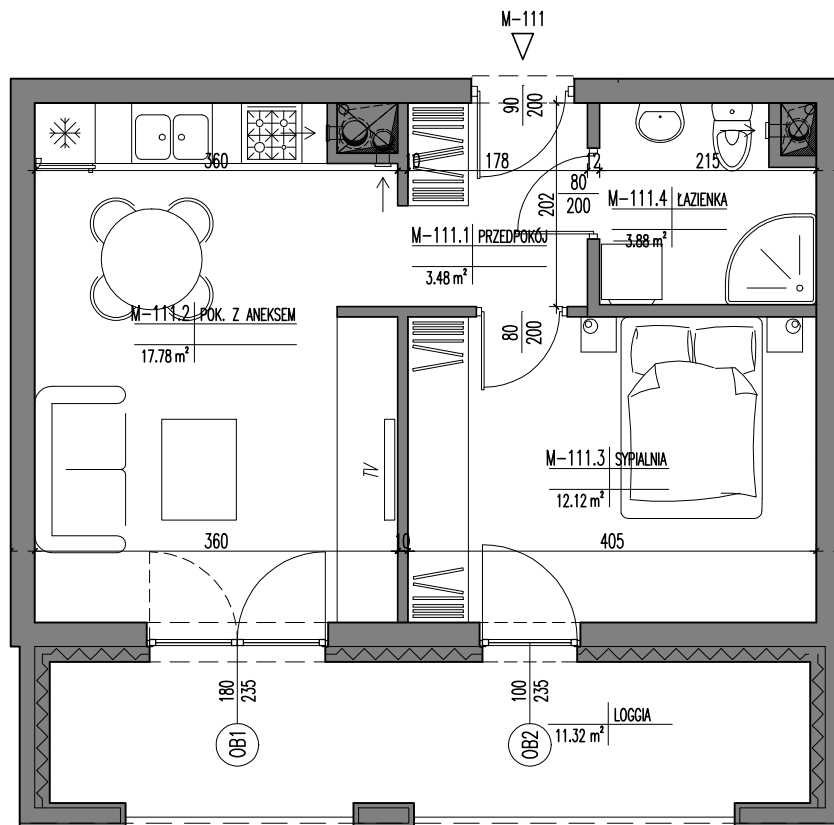 M-111
90
200
360
10
178
12
215
80
200
202
M-111.4 ŁAZIENKA
3.88 m²
M-111.1 PRZEDPOKÓJ
3.48 m²
M-111.2 POK. Z ANEKSEM
17.78 m²
80
200
TV
M-111.3 SYPIALNIA
12.12 m²
360
10
405
180
235
100
235
LOGGIA
11.32 m²
OB1
OB2